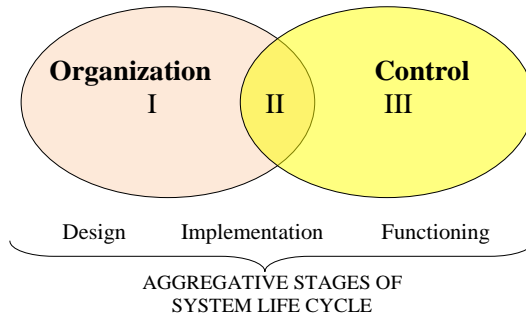 Organization Control
I II III
Design Implementation Functioning
AGGREGATIVE STAGES OF
SYSTEM LIFE CYCLE